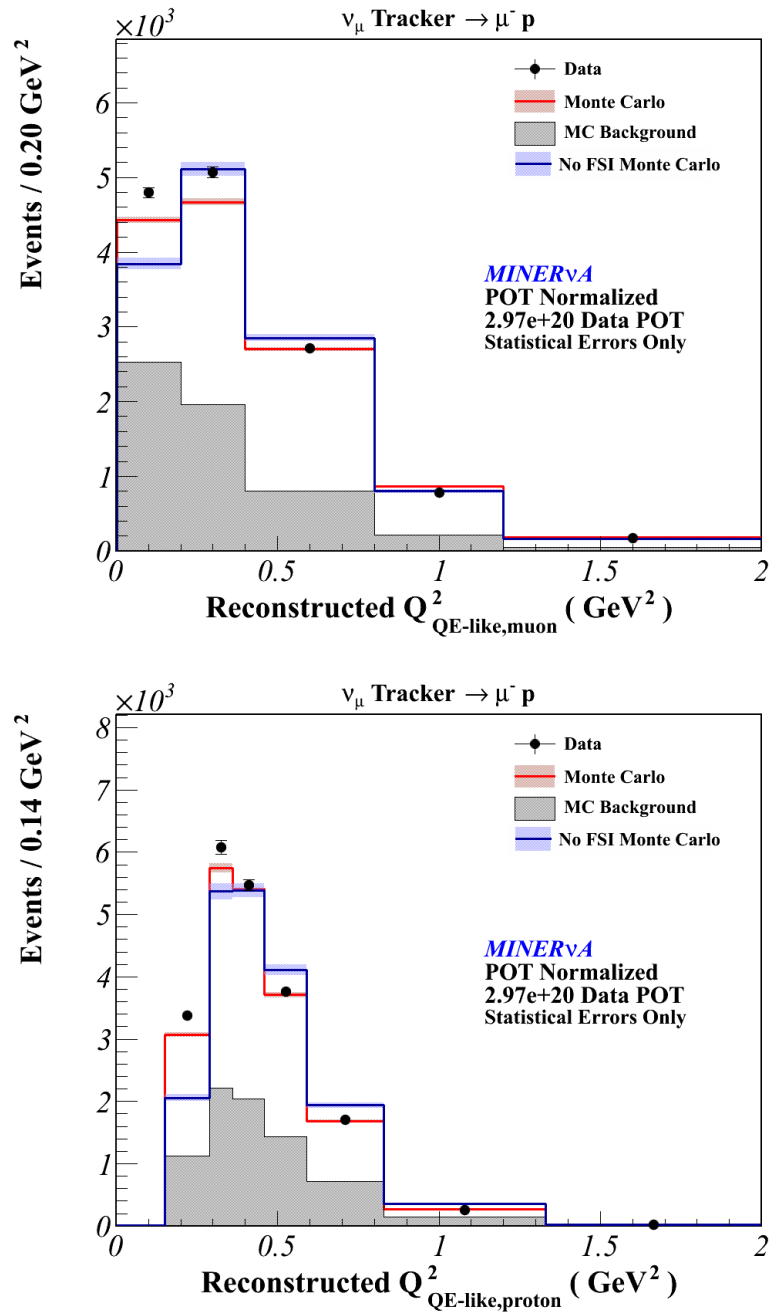 ×10³
ν_μ Tracker → μ⁻ p
Events / 0.20 GeV²
Data
Monte Carlo
MC Background
No FSI Monte Carlo
MINERνA
POT Normalized
2.97e+20 Data POT
Statistical Errors Only
6
5
4
3
2
1
0
0 0.5 1 1.5 2
Reconstructed Q²_QE-like,muon ( GeV² )
×10³
ν_μ Tracker → μ⁻ p
Events / 0.14 GeV²
Data
Monte Carlo
MC Background
No FSI Monte Carlo
MINERνA
POT Normalized
2.97e+20 Data POT
Statistical Errors Only
8
7
6
5
4
3
2
1
0
0 0.5 1 1.5 2
Reconstructed Q²_QE-like,proton ( GeV² )